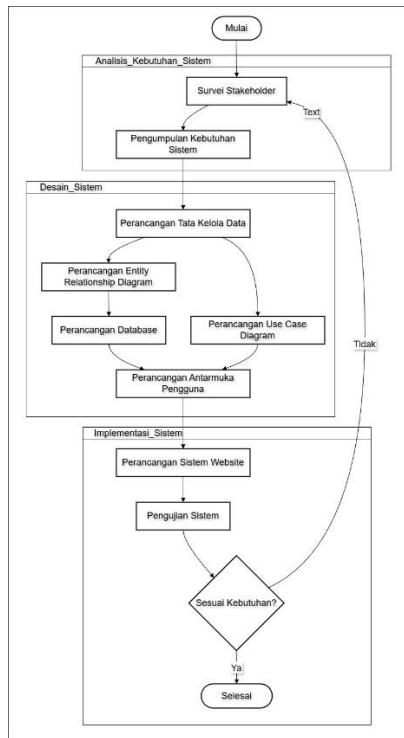 Mulai
Analisis_Kebutuhan_Sistem
Survei Stakeholder
Text
Pengumpulan Kebutuhan
Sistem
Desain_Sistem
Perancangan Tata Kelola Data
Perancangan Entity
Relationship Diagram
Perancangan Database
Perancangan Use Case
Diagram
Tidak
Perancangan Antarmuka
Pengguna
Implementasi_Sistem
Perancangan Sistem Website
Pengujian Sistem
Sesuai Kebutuhan?
Ya
Selesai